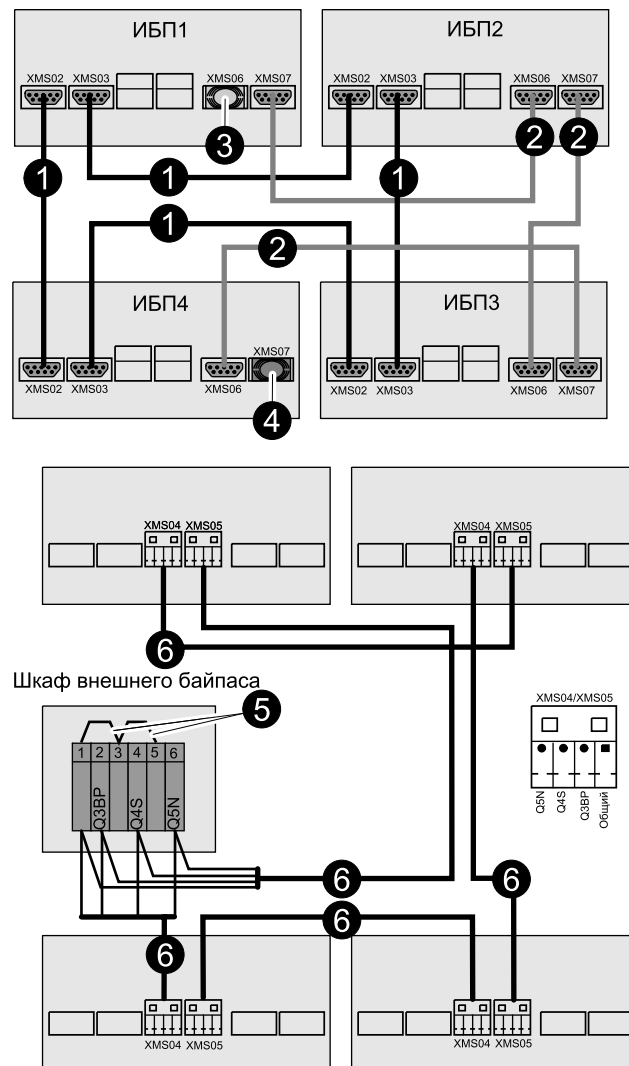 ИБП1
ИБП2
XMS02 XMS03 XMS06 XMS07
XMS02 XMS03 XMS06 XMS07
3
2
2
1
1
1
1
2
ИБП4
ИБП3
XMS07
XMS02 XMS03 XMS06
XMS02 XMS03 XMS06 XMS07
4
XMS04 XMS05
XMS04 XMS05
6
Шкаф внешнего байпаса
5
1 2 3 4 5 6
Q3BP
Q4S
Q5N
XMS04/XMS05
Q5N
Q4S
Q3BP
Общий
6
6
6
6
XMS04 XMS05
XMS04 XMS05